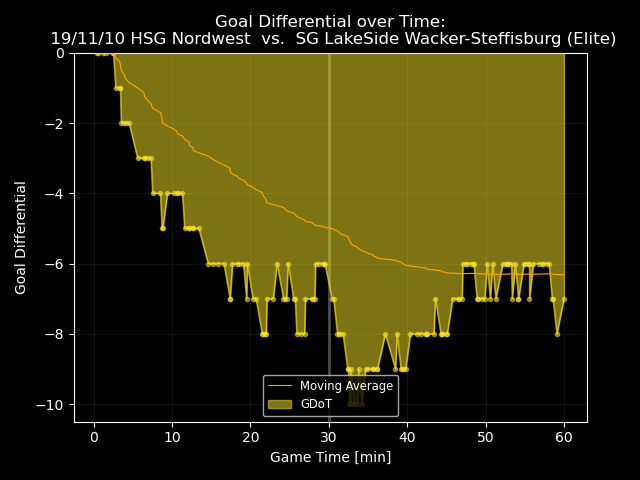 Goal Differential over Time:
19/11/10 HSG Nordwest vs. SG LakeSide Wacker-Steffisburg (Elite)
0
−2
−4
−6
−8
−10
Goal Differential
Moving Average
GDoT
0 10 20 30 40 50 60
Game Time [min]